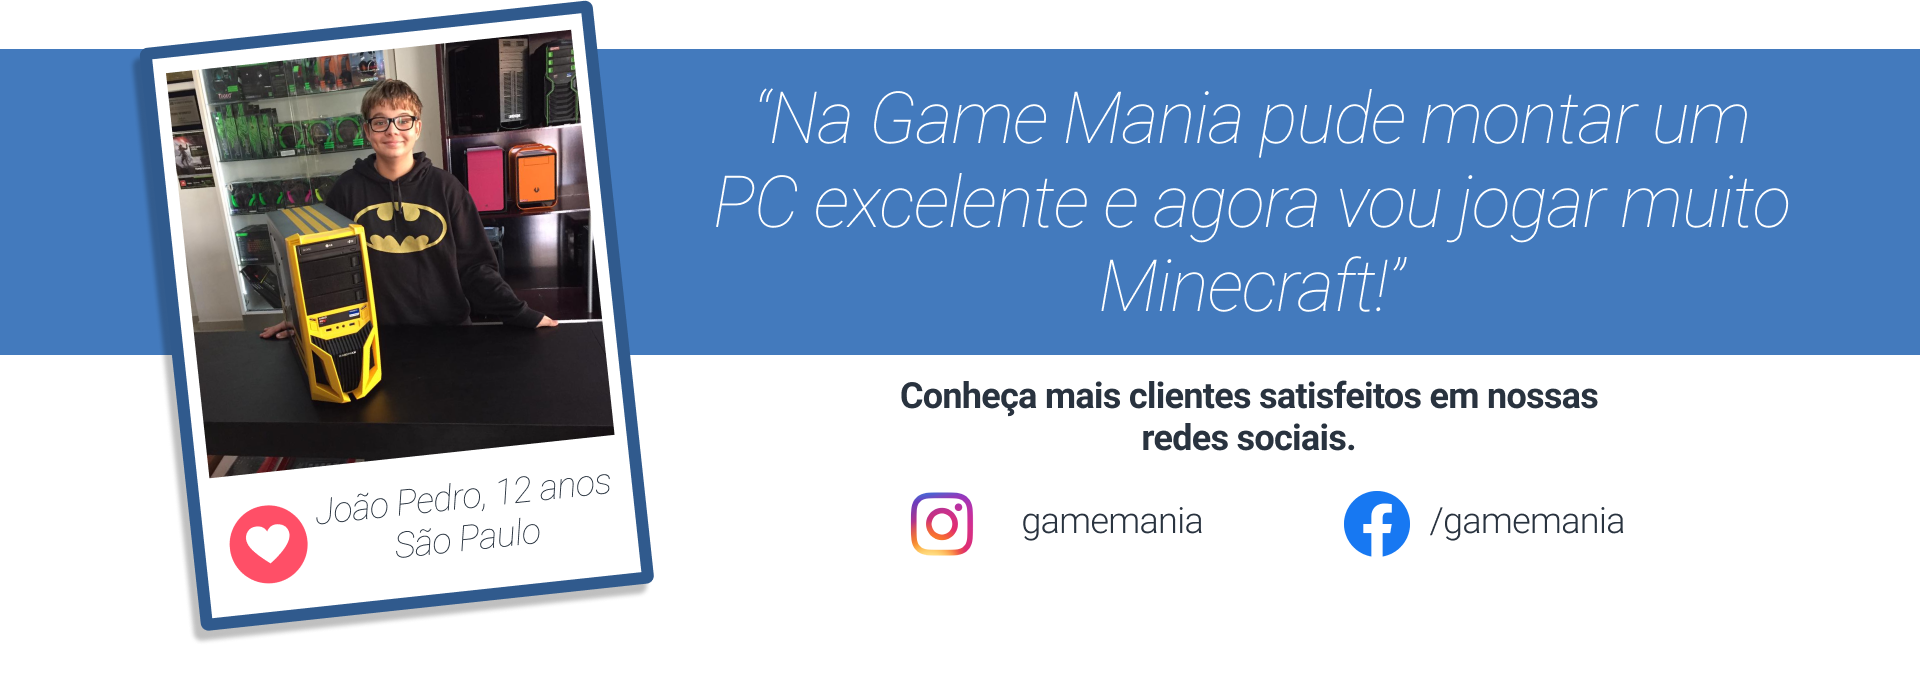 “Na Game Mania pude montar um
PC excelente e agora vou jogar muito
Minecraft!”
João Pedro, 12 anos
São Paulo
Conheça mais clientes satisfeitos em nossas
redes sociais.
gamemania
/gamemania